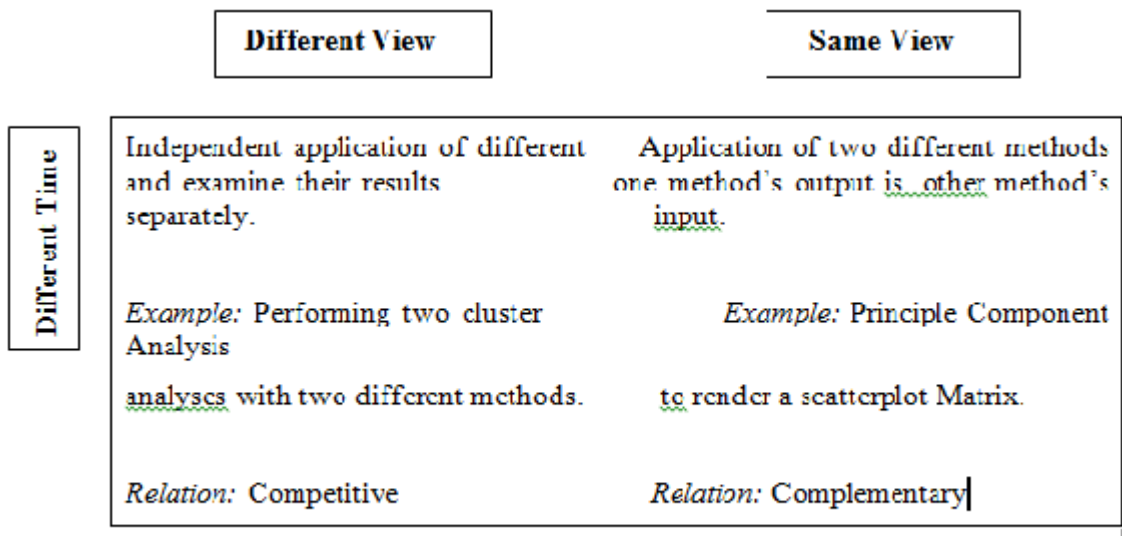 Different View Same View
Different Time
Independent application of different Application of two different methods
and examine their results one method's output is other method's
separately. input.
Example: Performing two cluster Example: Principle Component
Analysis
analyses with two different methods. to render a scatterplot Matrix.
Relation: Competitive Relation: Complementary